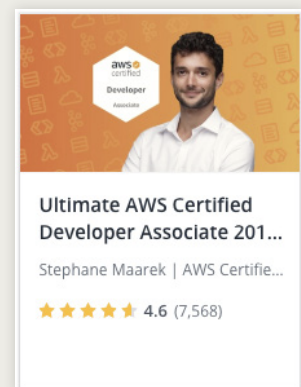 aws
certified
Developer
Associate
Ultimate AWS Certified
Developer Associate 201...
Stephane Maarek | AWS Certifie...
4.6 (7,568)